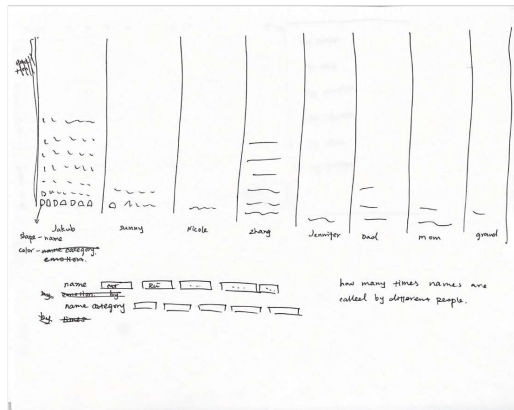 Jakub sunny Nicole zhang Jennifer Dad mom grand
shape - name
color - name category.
emotion.
name
emotion. by
name category
by times
how many times names are
called by different people.